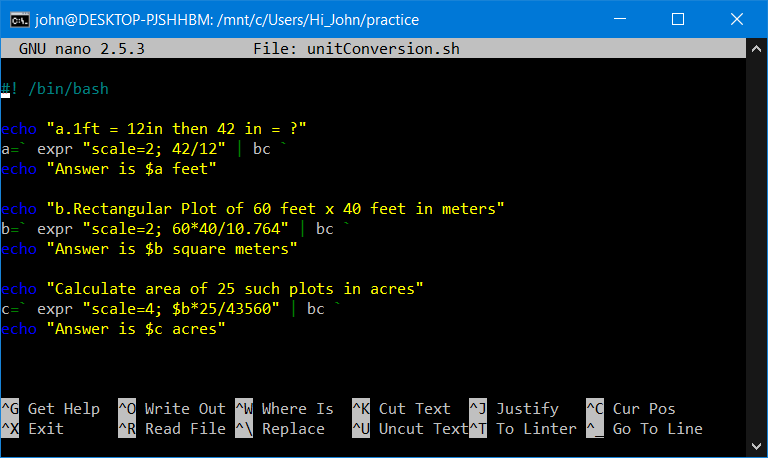 john@DESKTOP-PJSHHBM: /mnt/c/Users/Hi_John/practice
GNU nano 2.5.3 File: unitConversion.sh
#! /bin/bash
echo "a.1ft = 12in then 42 in = ?"
a=` expr "scale=2; 42/12" | bc `
echo "Answer is $a feet"
echo "b.Rectangular Plot of 60 feet x 40 feet in meters"
b=` expr "scale=2; 60*40/10.764" | bc `
echo "Answer is $b square meters"
echo "Calculate area of 25 such plots in acres"
c=` expr "scale=4; $b*25/43560" | bc `
echo "Answer is $c acres"
^G Get Help ^O Write Out ^W Where Is ^K Cut Text ^J Justify ^C Cur Pos
^X Exit ^R Read File ^\ Replace ^U Uncut Text ^T To Linter ^_ Go To Line